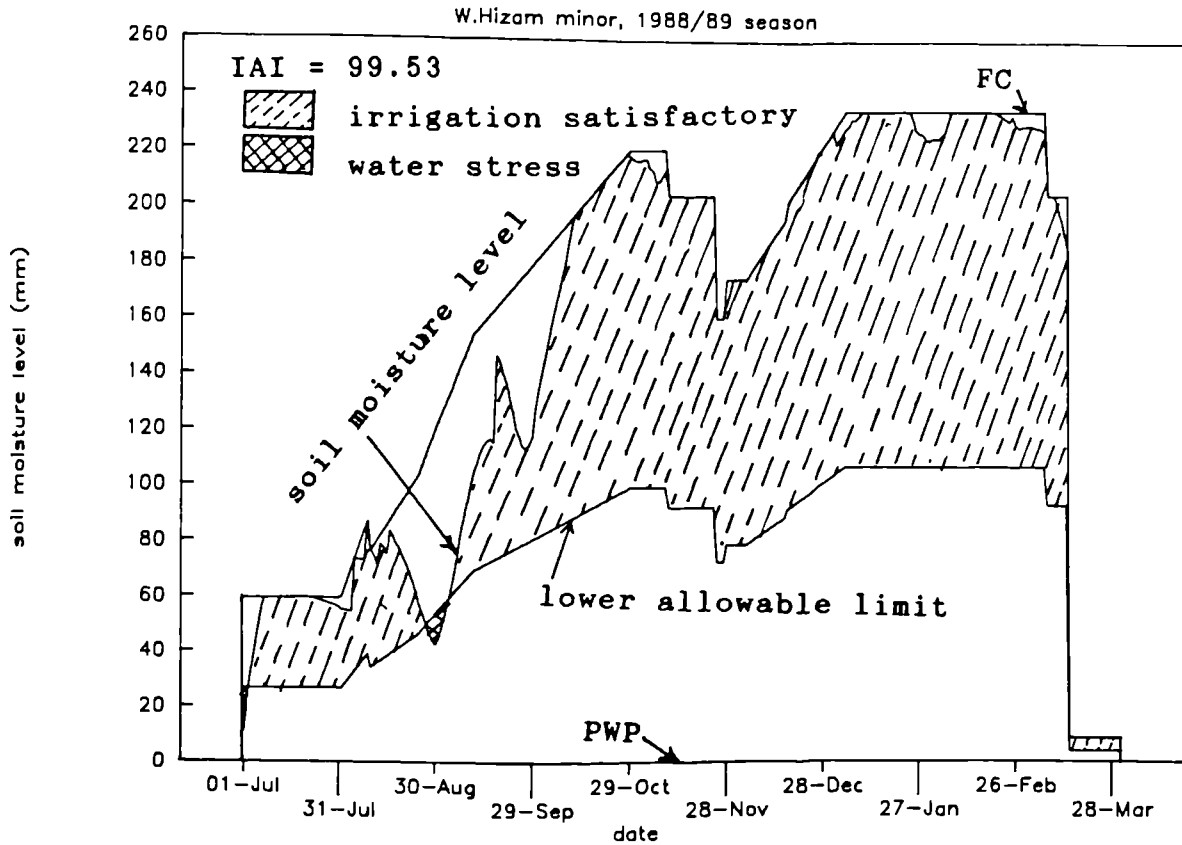 W.Hizam minor, 1988/89 season
260
240
220
200
180
160
140
120
100
80
60
40
20
0
soil moisture level (mm)
IAI = 99.53
irrigation satisfactory
water stress
FC
soil moisture level
lower allowable limit
PWP
01-Jul
31-Jul
30-Aug
29-Sep
29-Oct
28-Nov
28-Dec
27-Jan
26-Feb
28-Mar
date